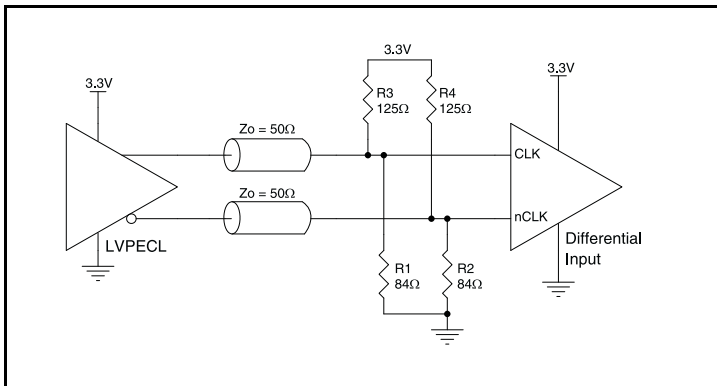 3.3V
R3
125Ω
R4
125Ω
3.3V
3.3V
Zo = 50Ω
CLK
Zo = 50Ω
nCLK
LVPECL
Differential
Input
R1
84Ω
R2
84Ω